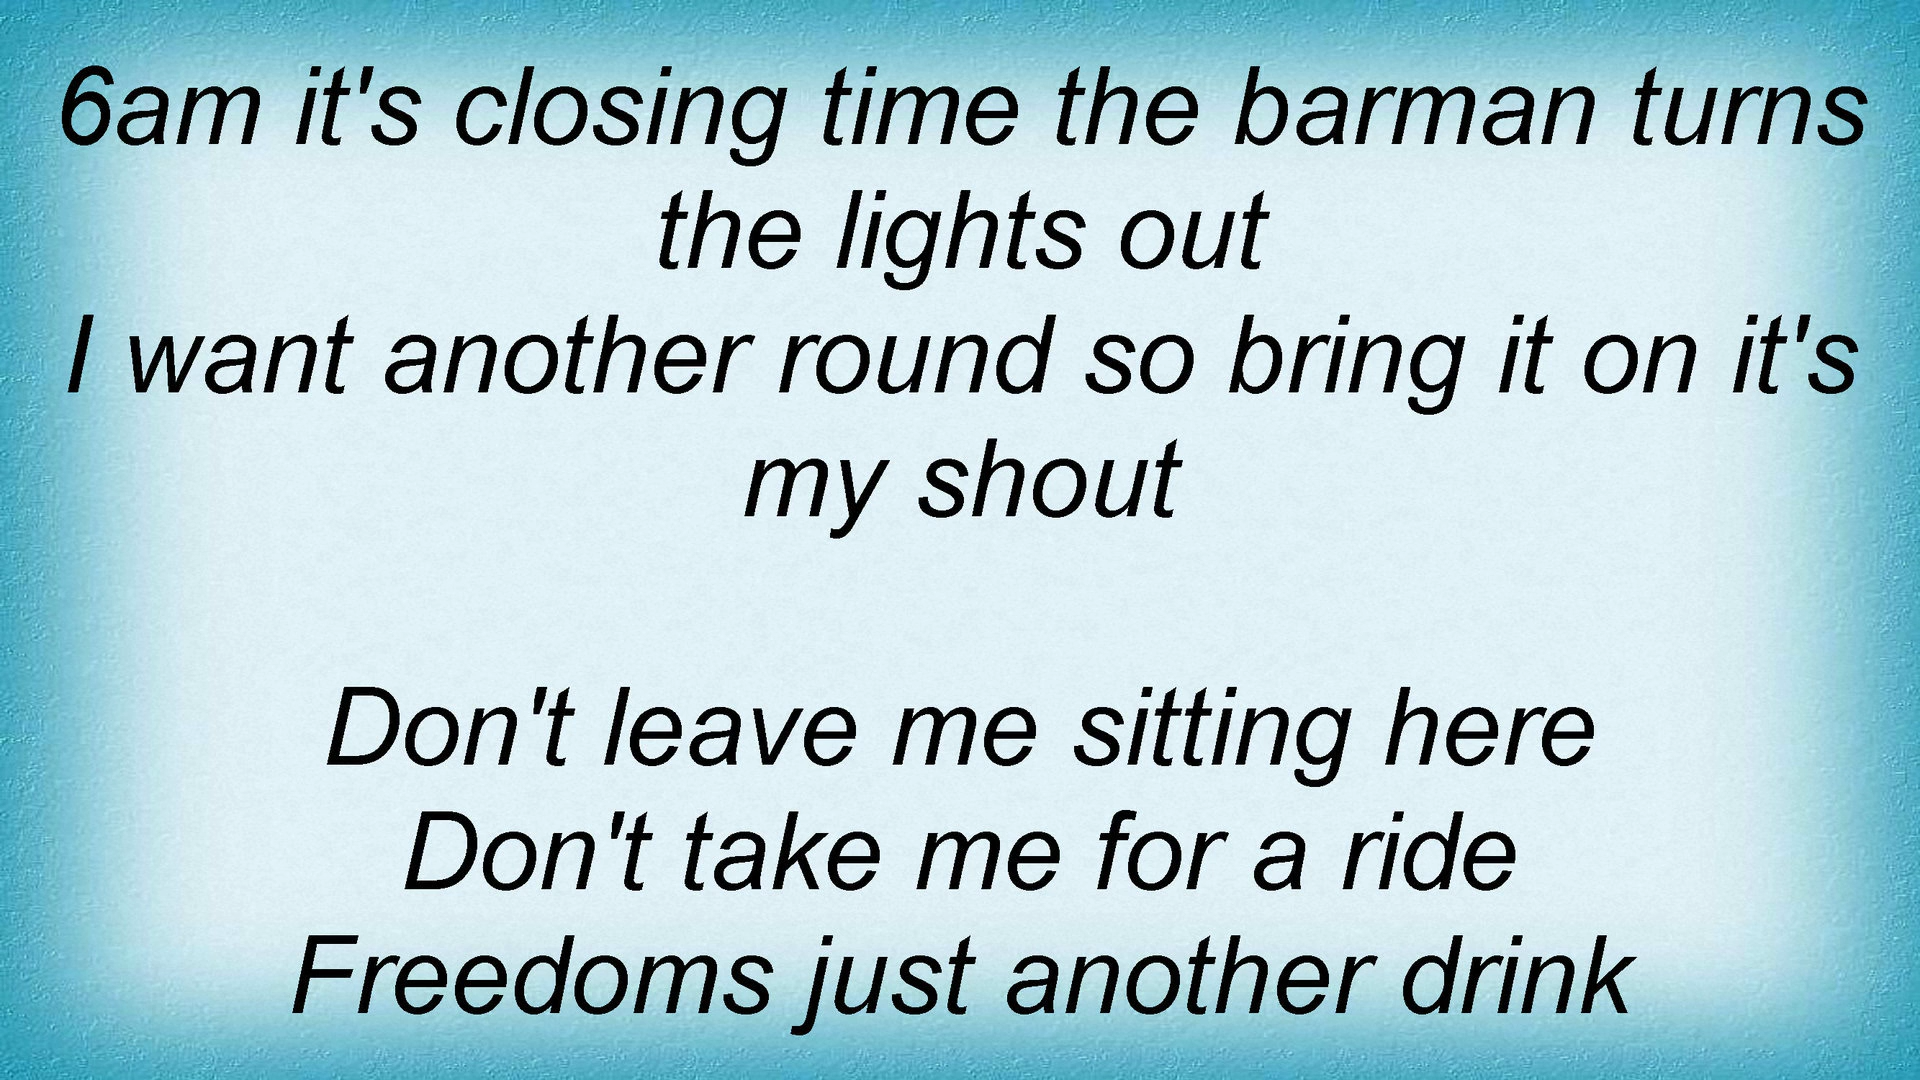 6am it's closing time the barman turns
the lights out
I want another round so bring it on it's
my shout
Don't leave me sitting here
Don't take me for a ride
Freedoms just another drink